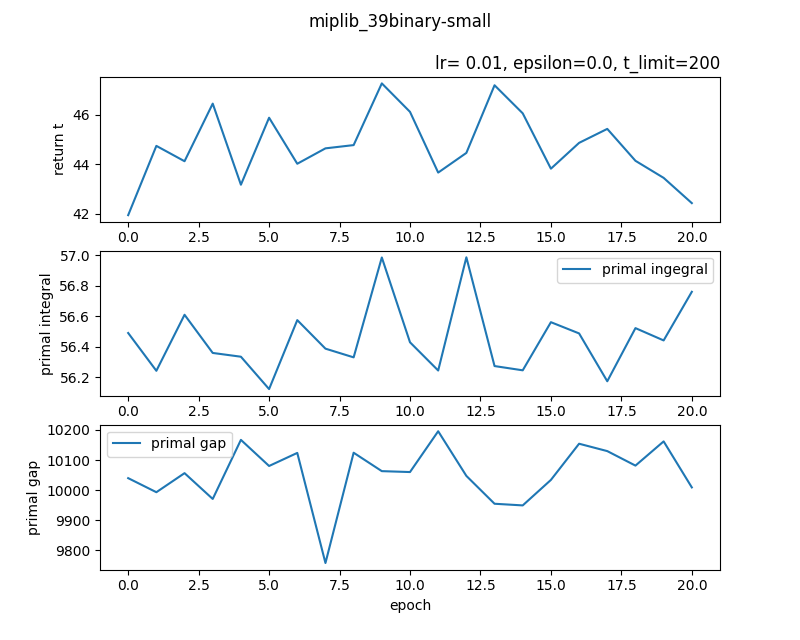 miplib_39binary-small
lr= 0.01, epsilon=0.0, t_limit=200
return t
46
44
42
0.0 2.5 5.0 7.5 10.0 12.5 15.0 17.5 20.0
primal integral
57.0
56.8
56.6
56.4
56.2
primal ingegral
0.0 2.5 5.0 7.5 10.0 12.5 15.0 17.5 20.0
primal gap
10200
10100
10000
9900
9800
primal gap
0.0 2.5 5.0 7.5 10.0 12.5 15.0 17.5 20.0
epoch